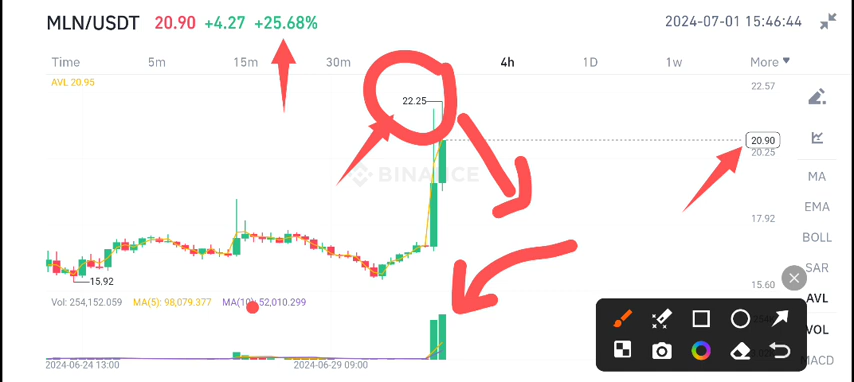 MLN/USDT 20.90 +4.27 +25.68% 2024-07-01 15:46:44
Time 5m 15m 30m 4h 1D 1w More
AVL 20.95
22.57
22.25
20.90
20.25
BINANCE
MA
EMA
17.92
BOLL
SAR
15.92
15.60
Vol: 254,152.059 MA(5): 98,079.377 MA(10): 52,010.299
AVL
VOL
MACD
2024-06-24 13:00 2024-06-29 09:00